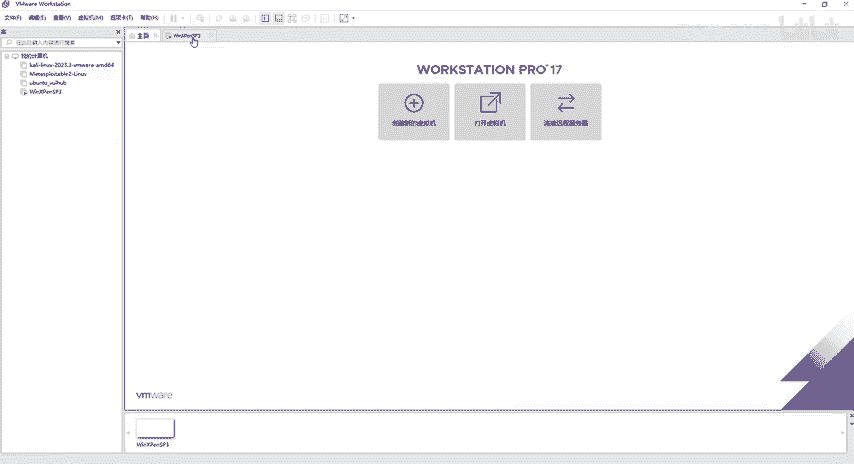 VMware Workstation
文件(F) 编辑(E) 查看(V) 虚拟机(M) 选项卡(T) 帮助(H)
库
主页
WinXPenSP3
在此处键入内容进行搜索
我的计算机
kali-linux-2023.3-vmware-amd64
Metasploitable2-Linux
ubuntu_vulhub
WinXPenSP3
WORKSTATION PRO™ 17
创建新的虚拟机
打开虚拟机
连接远程服务器
vmware
WinXPenSP3